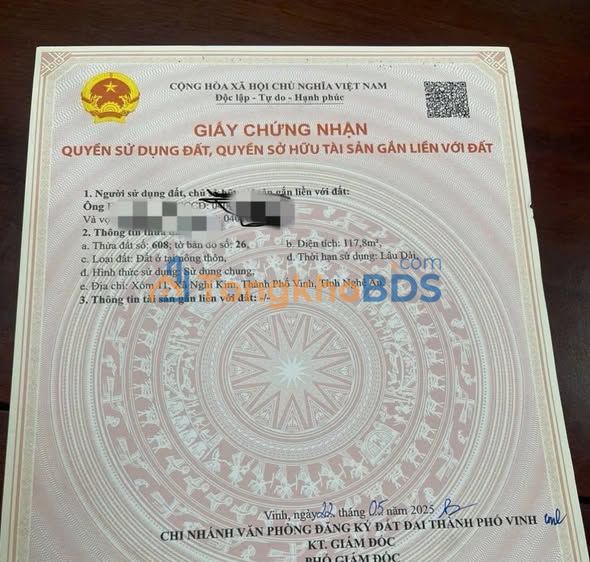 CỘNG HÒA XÃ HỘI CHỦ NGHĨA VIỆT NAM
Độc lập - Tự do - Hạnh phúc
GIẤY CHỨNG NHẬN
QUYỀN SỬ DỤNG ĐẤT, QUYỀN SỞ HỮU TÀI SẢN GẮN LIỀN VỚI ĐẤT
1. Người sử dụng đất, chủ gắn liền với đất:
Ông
Và vợ
2. Thông tin thửa
a. Thửa đất số: 608; tờ bản đồ số: 26, b. Diện tích: 117,8m²,
c. Loại đất: Đất ở tại nông thôn, d. Thời hạn sử dụng: Lâu Dài,
đ. Hình thức sử dụng chung,
e. Địa chỉ: Xóm Nghi Kim, Thành Phố Vinh, Tỉnh Nghệ An
3. Thông tin tài sản gắn liền với đất: -/-
TongkhoBDS.com
Vinh, ngày 22 tháng 05 năm 2025
CHI NHÁNH VĂN PHÒNG ĐĂNG KÝ ĐẤT ĐAI THÀNH PHỐ VINH
KT. GIÁM ĐỐC
PHÓ GIÁM ĐỐC